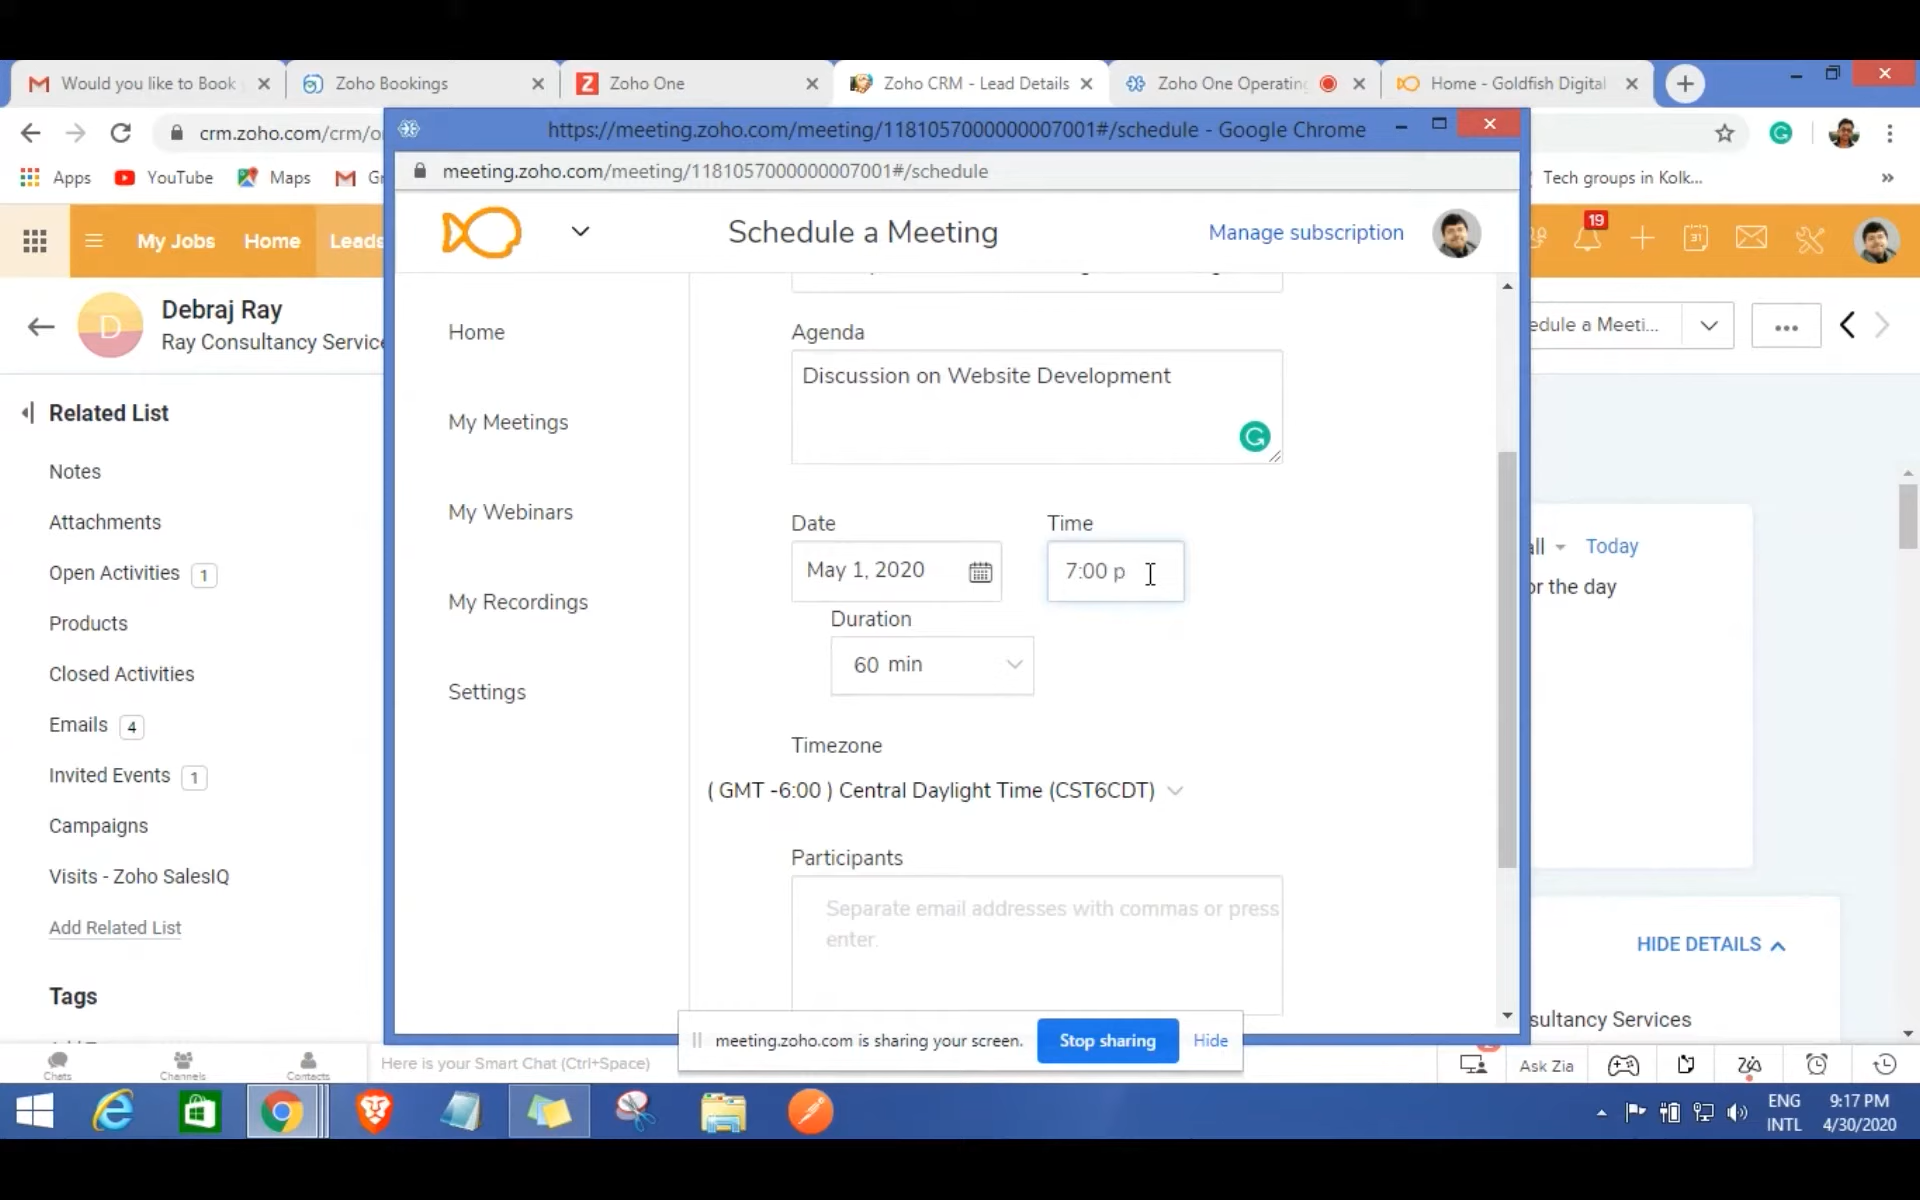 Would you like to Book
Zoho Bookings
Zoho One
Zoho CRM - Lead Details
Zoho One Operating
Home - Goldfish Digital
crm.zoho.com/crm/o
https://meeting.zoho.com/meeting/1181057000000007001#/schedule - Google Chrome
Apps
YouTube
Maps
meeting.zoho.com/meeting/1181057000000007001#/schedule
Tech groups in Kolk...
»
My Jobs
Home
Leads
Schedule a Meeting
Manage subscription
19
31
D
Debraj Ray
Ray Consultancy Service
edule a Meeti...
...
Related List
Notes
Attachments
Open Activities 1
Products
Closed Activities
Emails 4
Invited Events 1
Campaigns
Visits - Zoho SalesIQ
Add Related List
Tags
Home
My Meetings
My Webinars
My Recordings
Settings
Agenda
Discussion on Website Development
Date
Time
May 1, 2020
7:00 p
Duration
60 min
Timezone
( GMT -6:00 ) Central Daylight Time (CST6CDT)
Participants
Separate email addresses with commas or press
enter.
all
Today
or the day
HIDE DETAILS
sultancy Services
meeting.zoho.com is sharing your screen.
Stop sharing
Hide
Chats
Channels
Contacts
Here is your Smart Chat (Ctrl+Space)
Ask Zia
ENG
INTL
9:17 PM
4/30/2020